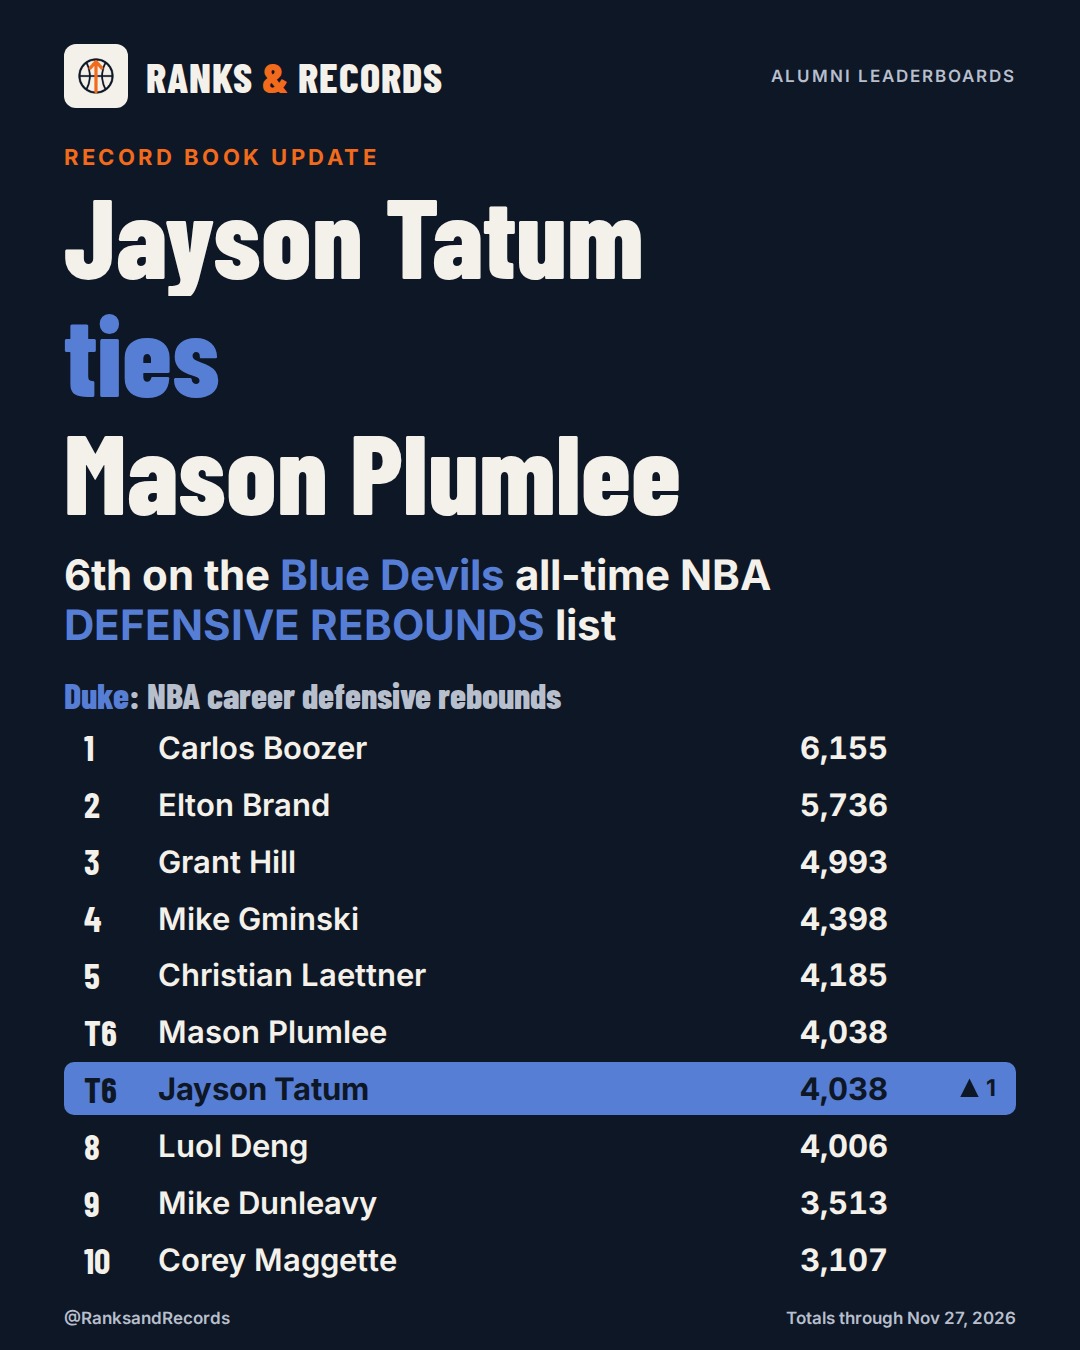 RANKS & RECORDS
ALUMNI LEADERBOARDS
RECORD BOOK UPDATE
Jayson Tatum
ties
Mason Plumlee
6th on the Blue Devils all-time NBA
DEFENSIVE REBOUNDS list
Duke: NBA career defensive rebounds
1 Carlos Boozer 6,155
2 Elton Brand 5,736
3 Grant Hill 4,993
4 Mike Gminski 4,398
5 Christian Laettner 4,185
T6 Mason Plumlee 4,038
T6 Jayson Tatum 4,038 ▲ 1
8 Luol Deng 4,006
9 Mike Dunleavy 3,513
10 Corey Maggette 3,107
@RanksandRecords
Totals through Nov 27, 2026